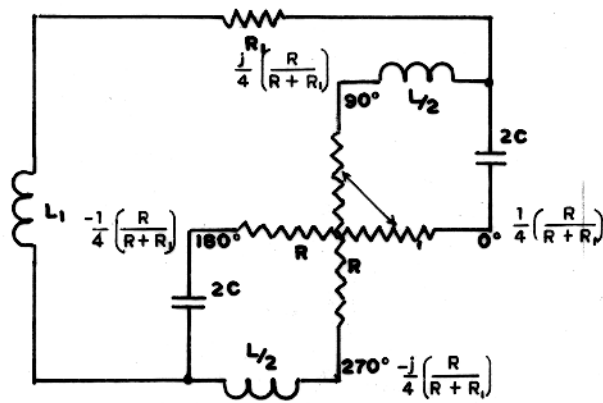 R₁
j/4 (R/(R + R₁))
90°
L/2
2C
L₁
-1/4 (R/(R + R₁))
180°
R
R
0°
1/4 (R/(R + R₁))
2C
L/2
270°
-j/4 (R/(R + R₁))